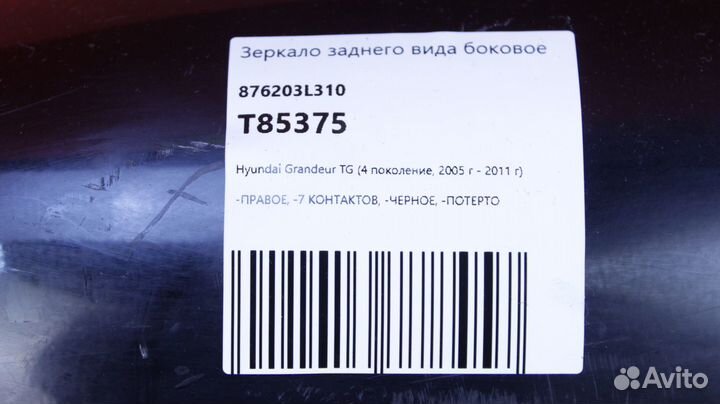 Зеркало заднего вида боковое
876203L310
T85375
Hyundai Grandeur TG (4 поколение, 2005 г - 2011 г)
-ПРАВОЕ, -7 КОНТАКТОВ, -ЧЕРНОЕ, -ПОТЕРТО
Avito